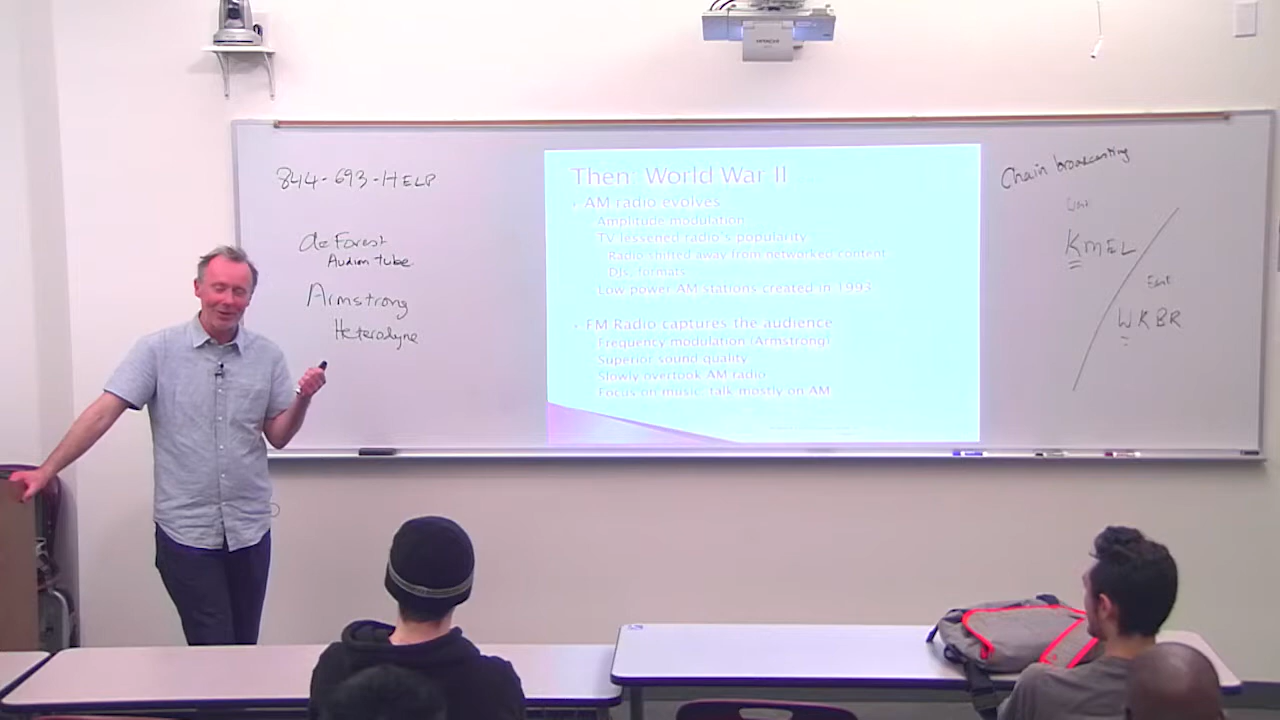 HITACHI
844-693-HELP
deForest
Audion tube
Armstrong
Heterodyne
Then: World War II
AM radio evolves
Amplitude modulation
TV lessened radio's popularity
Radio shifted away from networked content
DJs, formats
Low power AM stations created in 1993
FM Radio captures the audience
Frequency modulation (Armstrong)
Superior sound quality
Slowly overtook AM radio
Focus on music, talk mostly on AM
Chain broadcasting
KMEL
East
WKBR